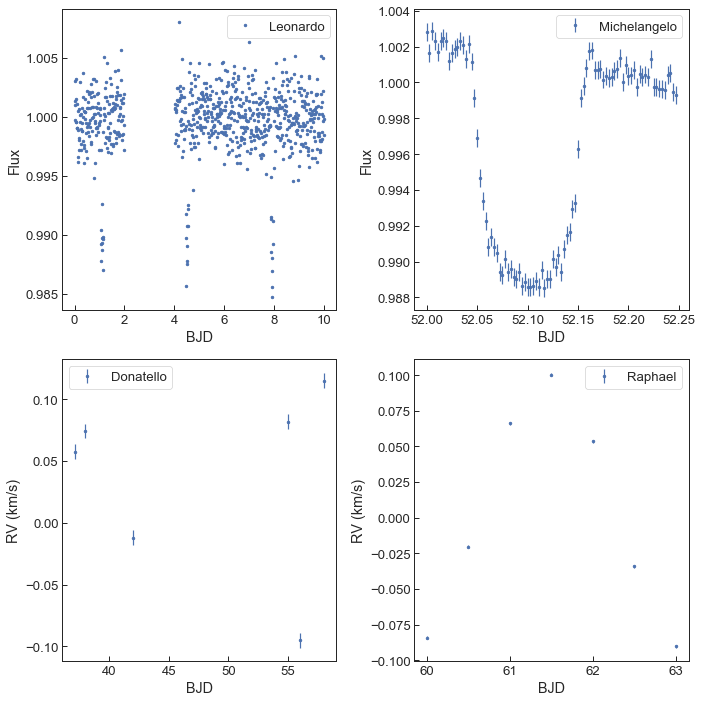 Leonardo
1.005
1.000
0.995
0.990
0.985
Flux
0 2 4 6 8 10
BJD
Michelangelo
1.004
1.002
1.000
0.998
0.996
0.994
0.992
0.990
0.988
Flux
52.00 52.05 52.10 52.15 52.20 52.25
BJD
Donatello
0.10
0.05
0.00
−0.05
−0.10
RV (km/s)
40 45 50 55
BJD
Raphael
0.100
0.075
0.050
0.025
0.000
−0.025
−0.050
−0.075
−0.100
RV (km/s)
60 61 62 63
BJD